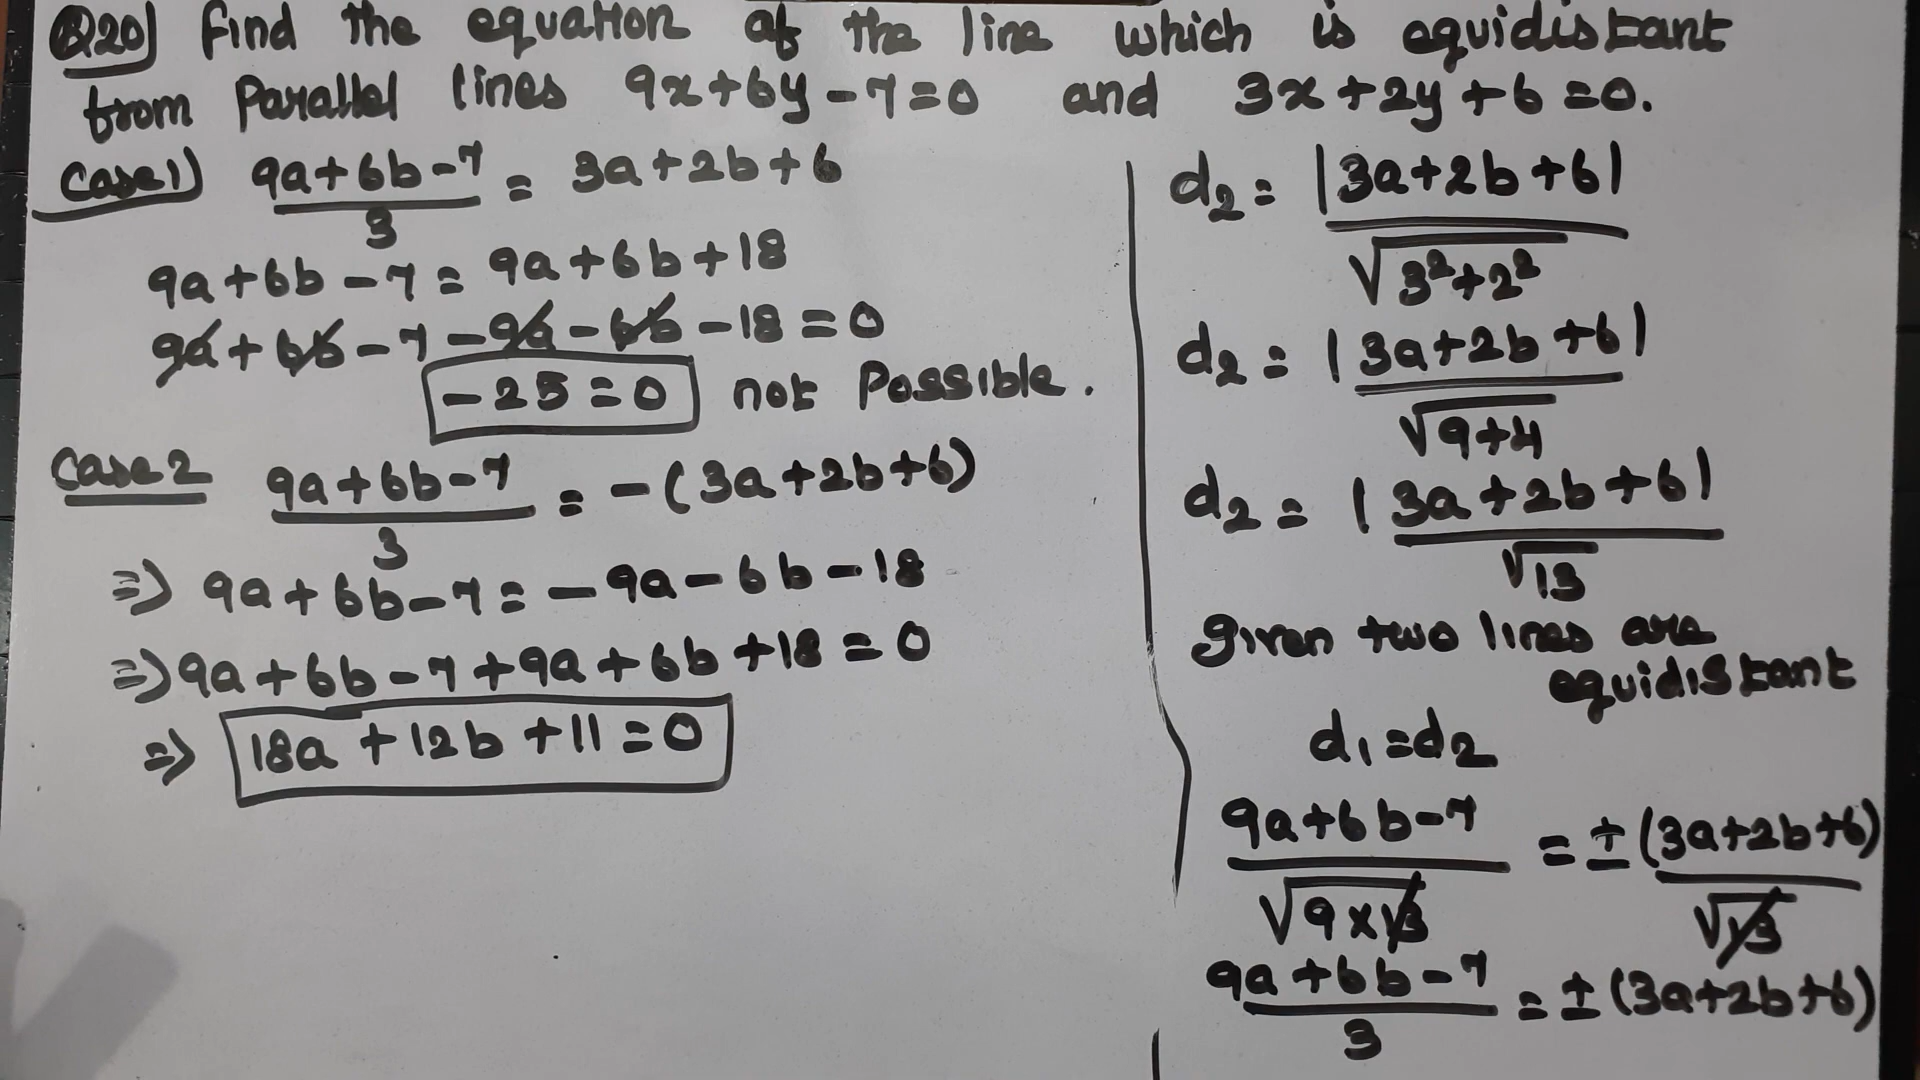 Q20) Find the equation of the line which is equidistant
from Parallel lines 9x+6y-7=0 and 3x+2y+6=0.
Case1) 9a+6b-7/3 = 3a+2b+6
9a+6b-7=9a+6b+18
9a+6b-7-9a-6b-18=0
-25=0 not Possible.
Case2 9a+6b-7/3 = -(3a+2b+6)
=> 9a+6b-7=-9a-6b-18
=> 9a+6b-7+9a+6b+18=0
=> 18a+12b+11=0
d2 = |3a+2b+6|/√3²+2²
d2 = |3a+2b+6|/√9+4
d2 = |3a+2b+6|/√13
given two lines are
equidistant
d1=d2
9a+6b-7/√9×13 = ±(3a+2b+6)/√13
9a+6b-7/3 = ±(3a+2b+6)